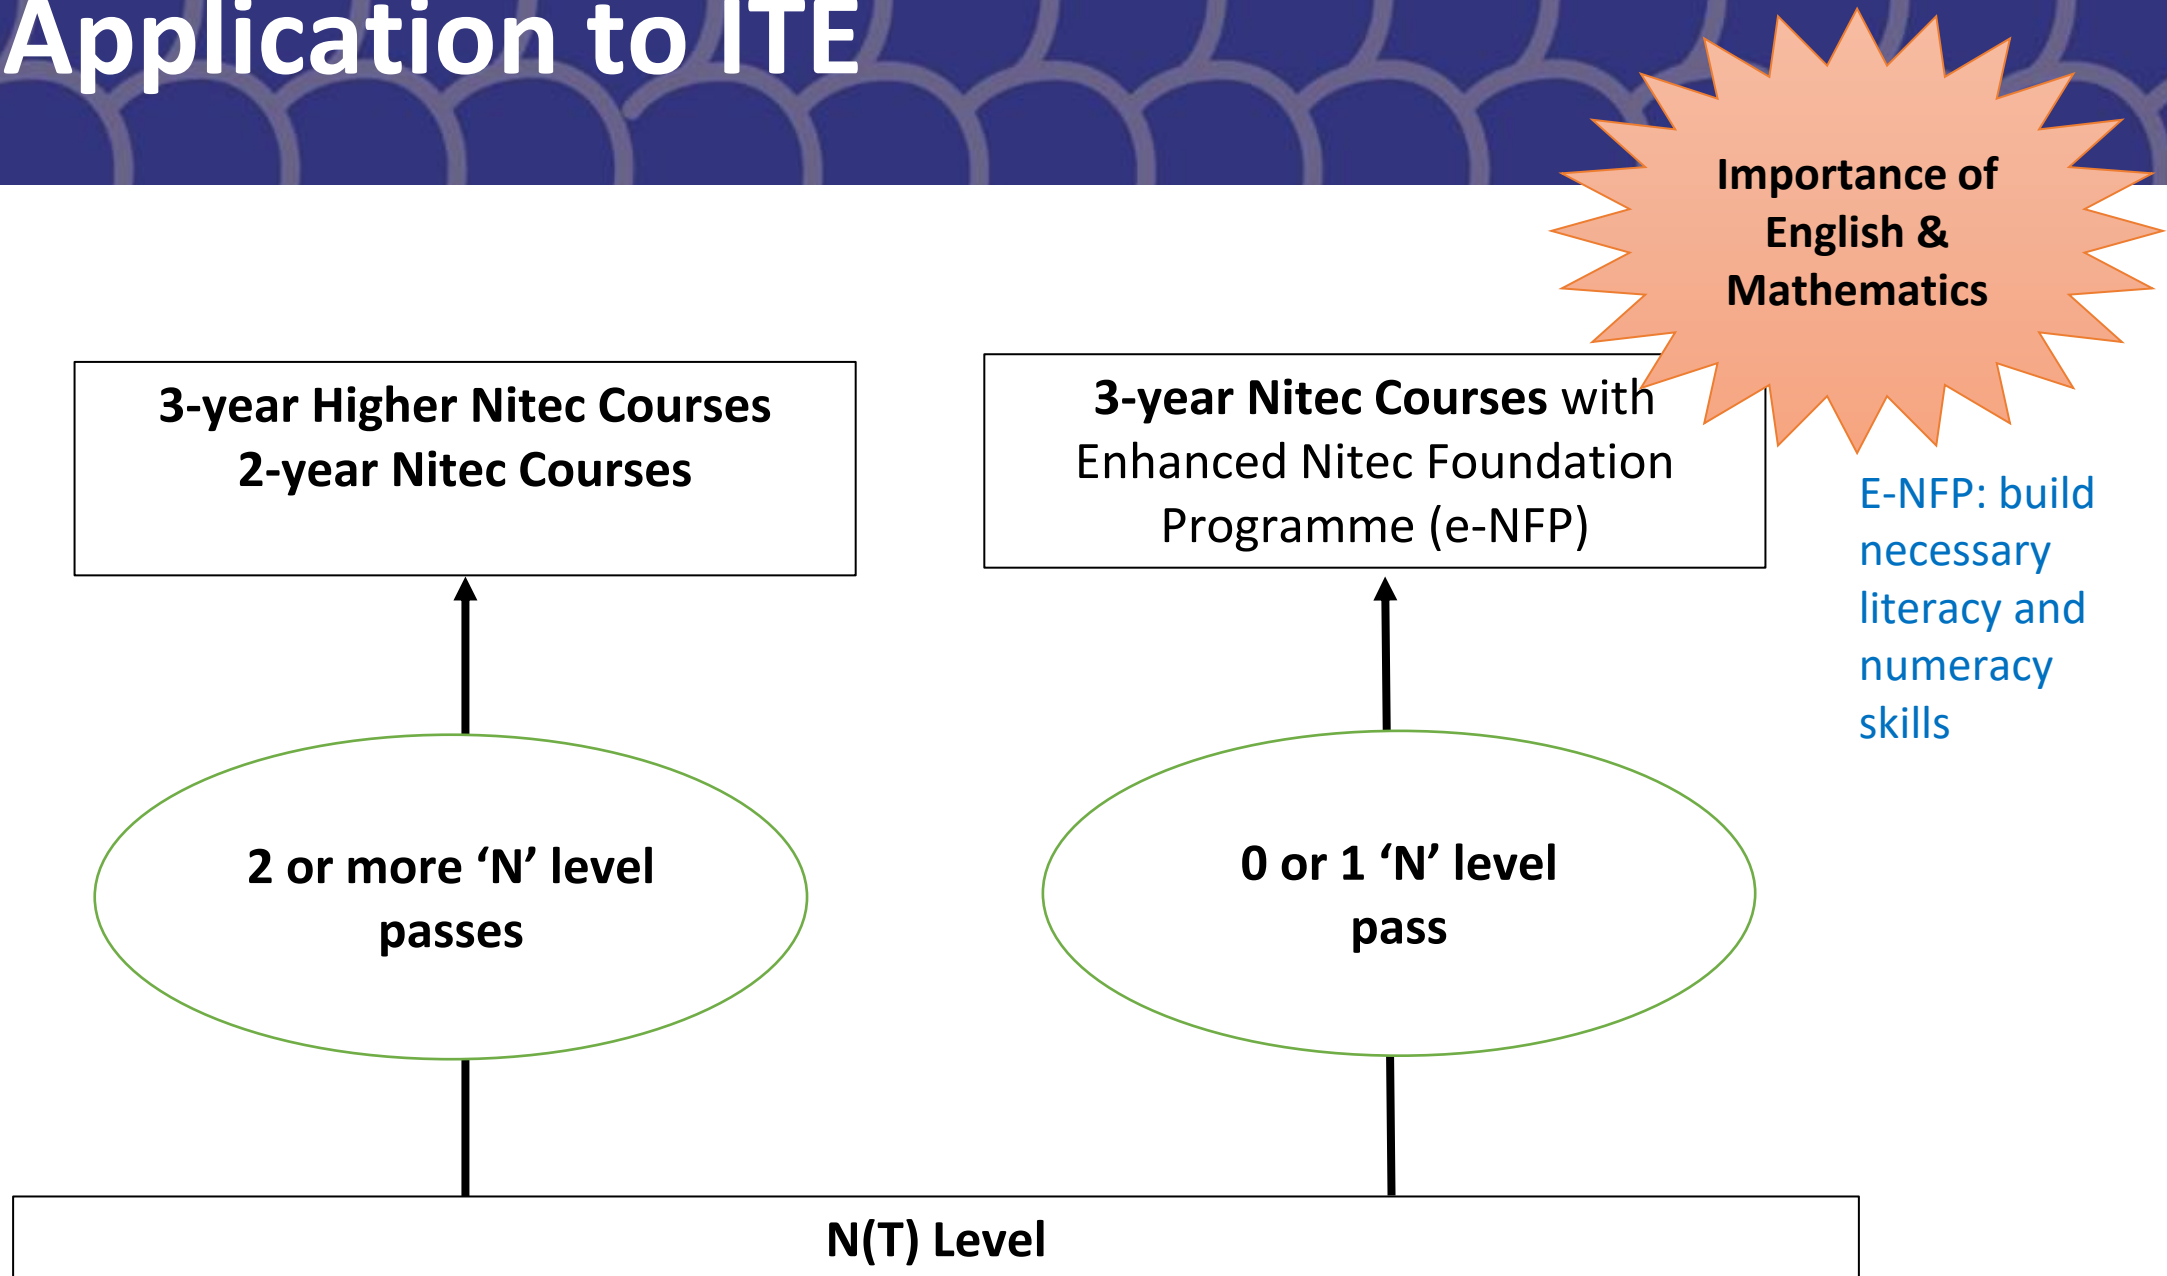 Application to ITE
Importance of
English &
Mathematics
3-year Higher Nitec Courses
2-year Nitec Courses
3-year Nitec Courses with
Enhanced Nitec Foundation
Programme (e-NFP)
E-NFP: build
necessary
literacy and
numeracy
skills
2 or more ‘N’ level
passes
0 or 1 ‘N’ level
pass
N(T) Level